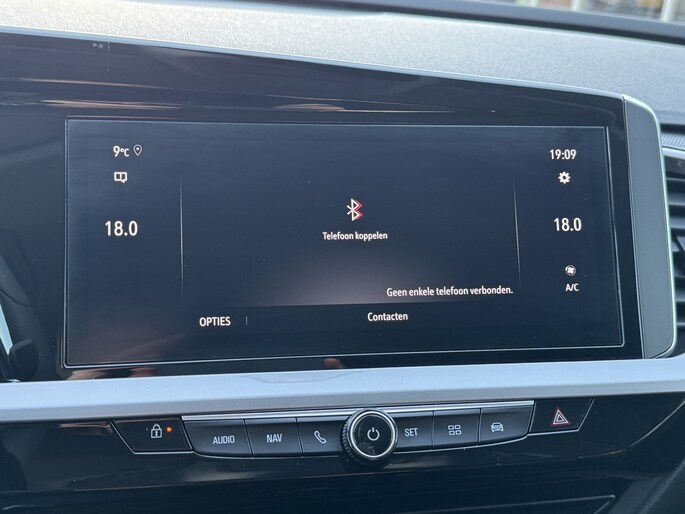 9°C
19:09
18.0
18.0
Telefoon koppelen
Geen enkele telefoon verbonden.
A/C
OPTIES
Contacten
AUDIO
NAV
SET